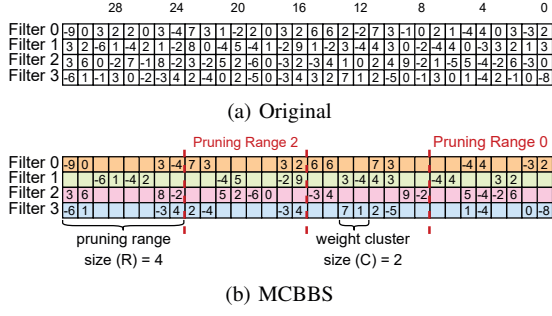 28 24 20 16 12 8 4 0
Filter 0 -9 0 3 2 2 0 3 -4 7 3 1 -2 2 0 3 2 6 6 0 2 -2 -7 3 -1 0 2 1 -4 4 0 3 -3 2
Filter 1 3 2 -6 1 -4 2 1 -2 8 0 -4 5 -4 1 -2 9 1 -2 3 -4 4 3 -4 4 0 -4 4 0 -3 3 2 1 3
Filter 2 3 6 0 -2 7 -1 8 -2 3 -2 5 2 6 0 -3 2 -3 4 0 2 4 9 -2 1 -5 5 -4 -2 6 -3 0
Filter 3 -6 1 -1 3 0 -2 -3 4 2 -4 0 -5 0 -3 4 3 2 7 1 2 -5 0 -1 3 0 1 -4 2 -1 0 -8
(a) Original
Pruning Range 2 Pruning Range 0
Filter 0 -9 0 3 -4 7 3 3 2 6 6 7 3 -4 4 -3 2
Filter 1 -6 1 -4 2 -4 5 -2 9 3 -4 4 3 -4 4 3 2
Filter 2 3 6 8 -2 5 2 -6 0 -3 4 9 -2 5 -4 -2 6
Filter 3 -6 1 -3 4 2 -4 -3 4 7 1 2 -5 1 -4 0 -8
pruning range weight cluster
size (R) = 4 size (C) = 2
(b) MCBBS